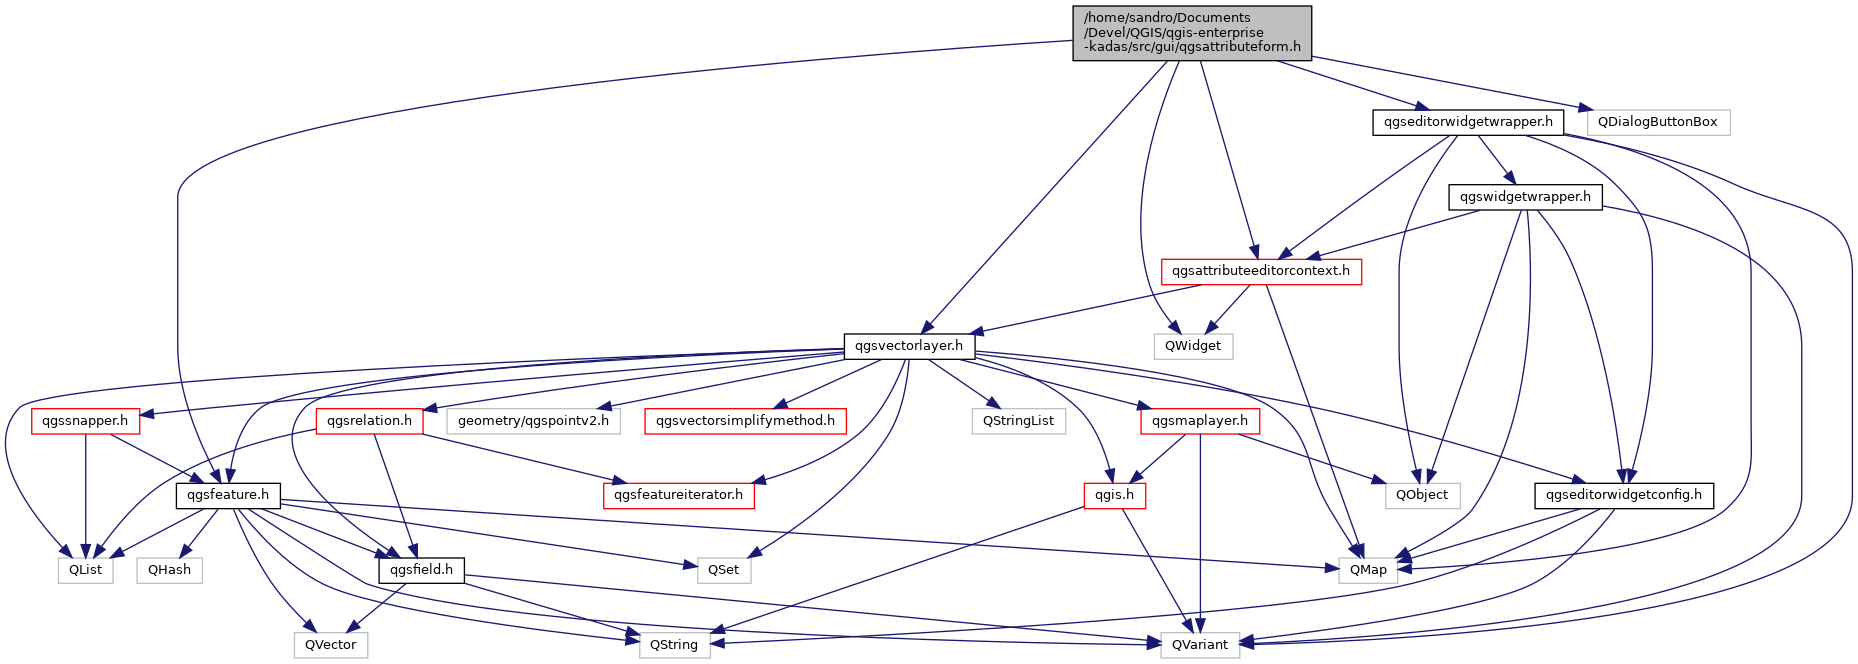 /home/sandro/Documents
/Devel/QGIS/qgis-enterprise
-kadas/src/gui/qgsattributeform.h
qgseditorwidgetwrapper.h
QDialogButtonBox
qgswidgetwrapper.h
qgsattributeeditorcontext.h
qgsvectorlayer.h
QWidget
qgssnapper.h
qgsrelation.h
geometry/qgspointv2.h
qgsvectorsimplifymethod.h
QStringList
qgsmaplayer.h
qgsfeature.h
qgsfeatureiterator.h
qgis.h
QObject
qgseditorwidgetconfig.h
QList
QHash
qgsfield.h
QSet
QMap
QVector
QString
QVariant